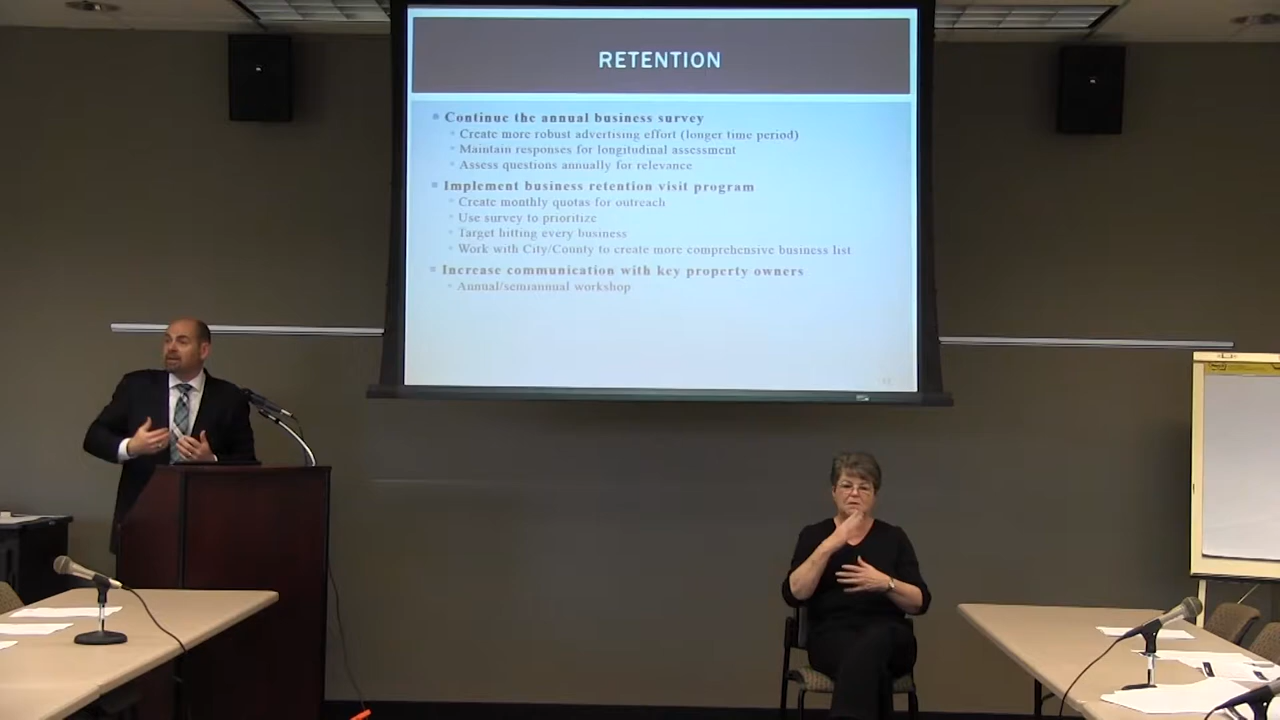 RETENTION
Continue the annual business survey
Create more robust advertising effort (longer time period)
Maintain responses for longitudinal assessment
Assess questions annually for relevance
Implement business retention visit program
Create monthly quotas for outreach
Use survey to prioritize
Target hitting every business
Work with City/County to create more comprehensive business list
Increase communication with key property owners
Annual/semiannual workshop